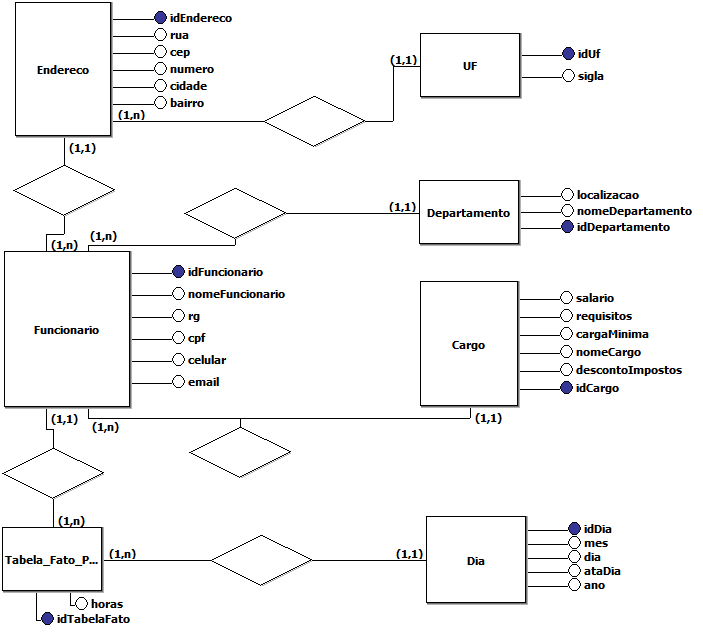 Endereco
idEndereco
rua
cep
numero
cidade
bairro
(1,n)
(1,1)
UF
idUf
sigla
(1,1)
(1,n)
(1,n)
(1,1)
Departamento
localizacao
nomeDepartamento
idDepartamento
Funcionario
idFuncionario
nomeFuncionario
rg
cpf
celular
email
Cargo
salario
requisitos
cargaMinima
nomeCargo
descontoImpostos
idCargo
(1,1)
(1,n)
(1,1)
(1,n)
Tabela_Fato_P...
(1,n)
(1,1)
horas
idTabelaFato
Dia
idDia
mes
dia
ataDia
ano